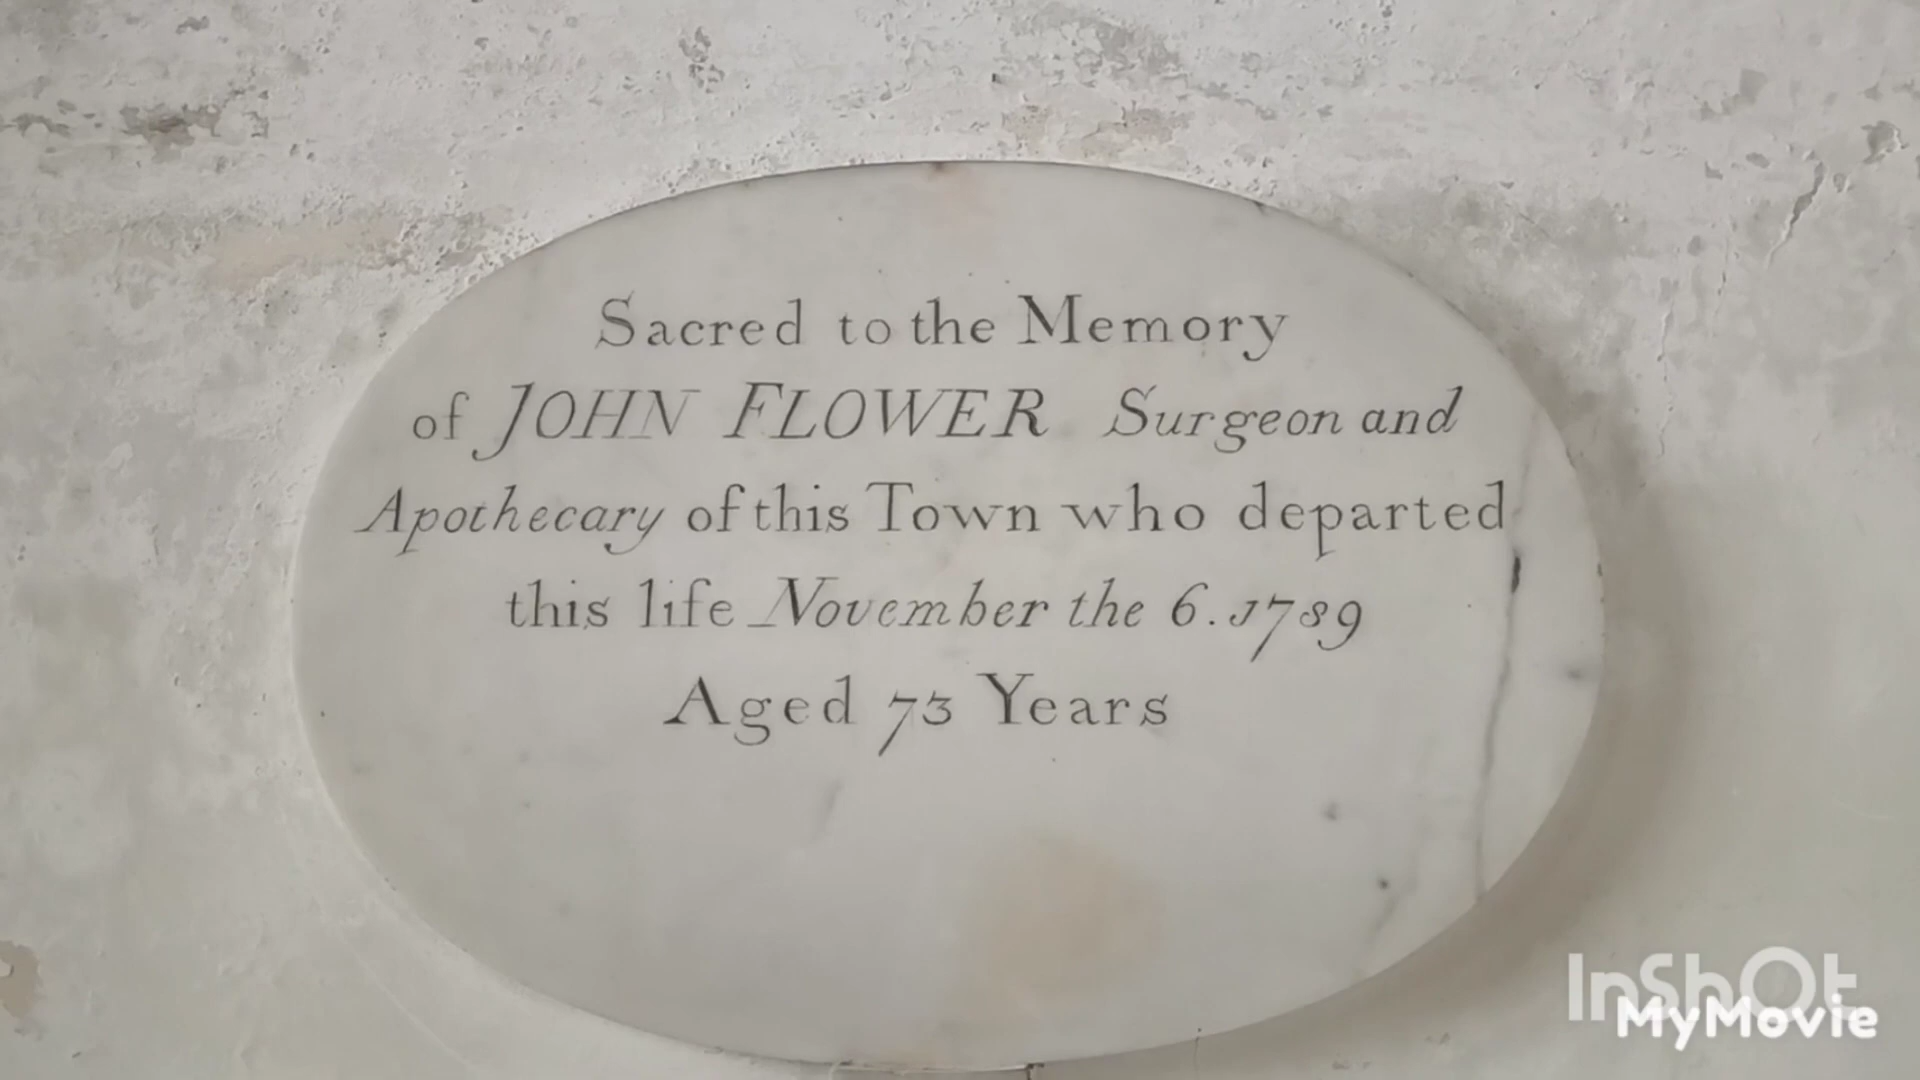 Sacred to the Memory
of JOHN FLOWER Surgeon and
Apothecary of this Town who departed
this life November the 6. 1789
Aged 73 Years
InShOt
MyMovie